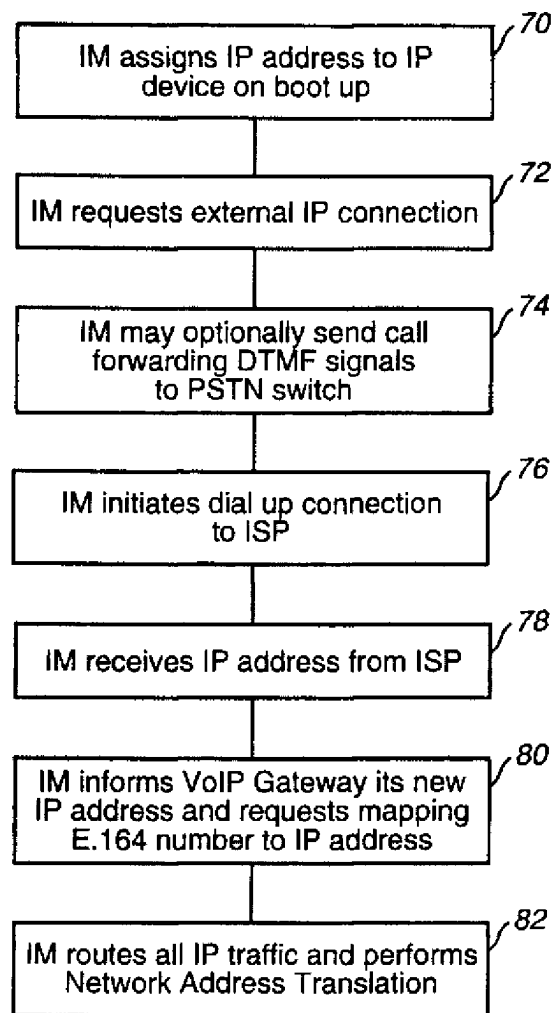 70
IM assigns IP address to IP
device on boot up
72
IM requests external IP connection
74
IM may optionally send call
forwarding DTMF signals
to PSTN switch
76
IM initiates dial up connection
to ISP
78
IM receives IP address from ISP
80
IM informs VoIP Gateway its new
IP address and requests mapping
E.164 number to IP address
82
IM routes all IP traffic and performs
Network Address Translation